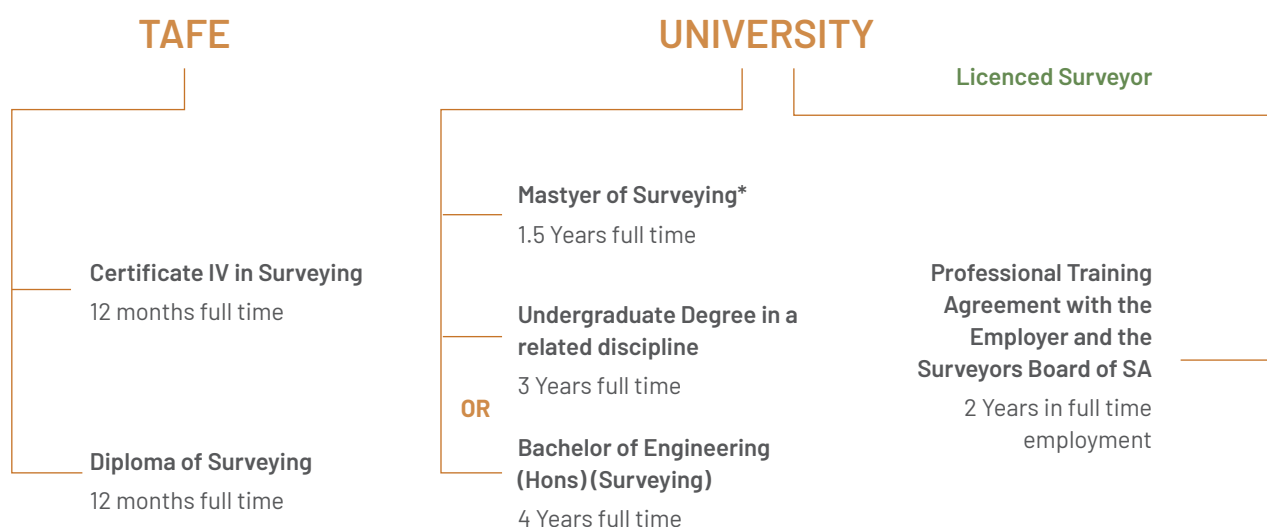 TAFE
UNIVERSITY
Licenced Surveyor
Certificate IV in Surveying
12 months full time
Diploma of Surveying
12 months full time
Mastyer of Surveying*
1.5 Years full time
Undergraduate Degree in a
related discipline
3 Years full time
OR
Bachelor of Engineering
(Hons) (Surveying)
4 Years full time
Professional Training
Agreement with the
Employer and the
Surveyors Board of SA
2 Years in full time
employment